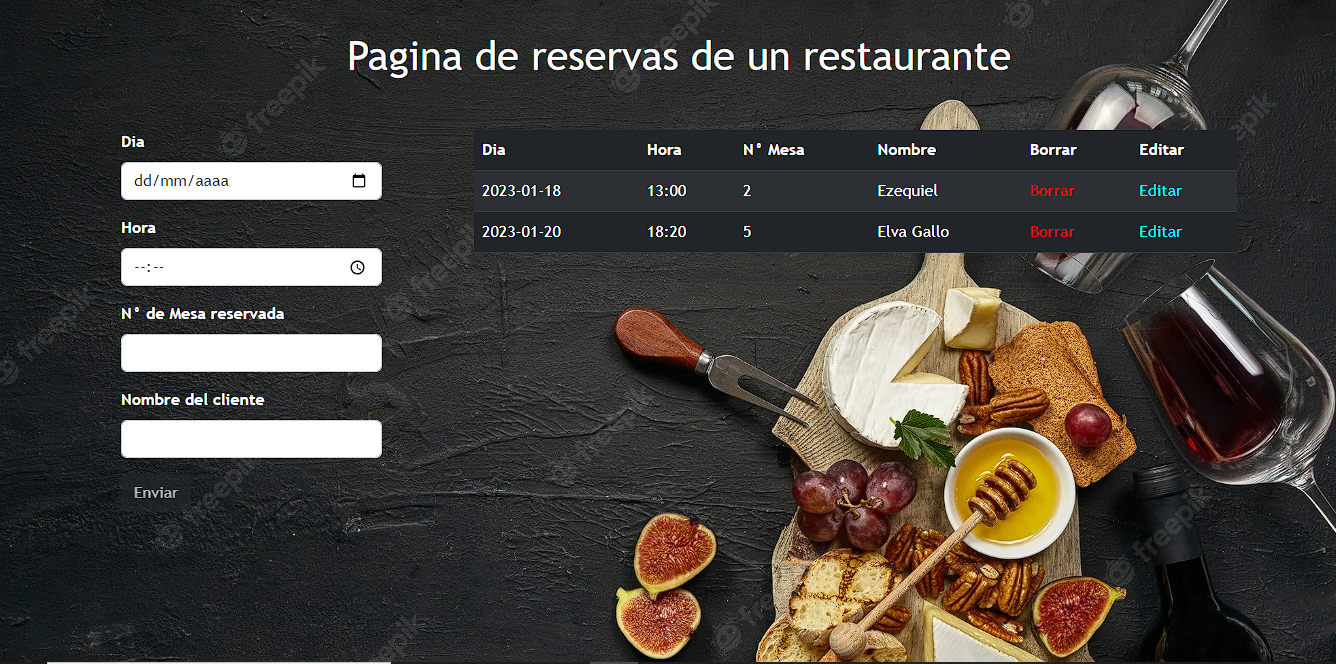 Pagina de reservas de un restaurante
Dia
dd/mm/aaaa
Hora
--:--
N° de Mesa reservada
Nombre del cliente
Enviar
Dia Hora N° Mesa Nombre Borrar Editar
2023-01-18 13:00 2 Ezequiel Borrar Editar
2023-01-20 18:20 5 Elva Gallo Borrar Editar
freepik
freepik
freepik
freepik
freepik
freepik
freepik
freepik
freepik